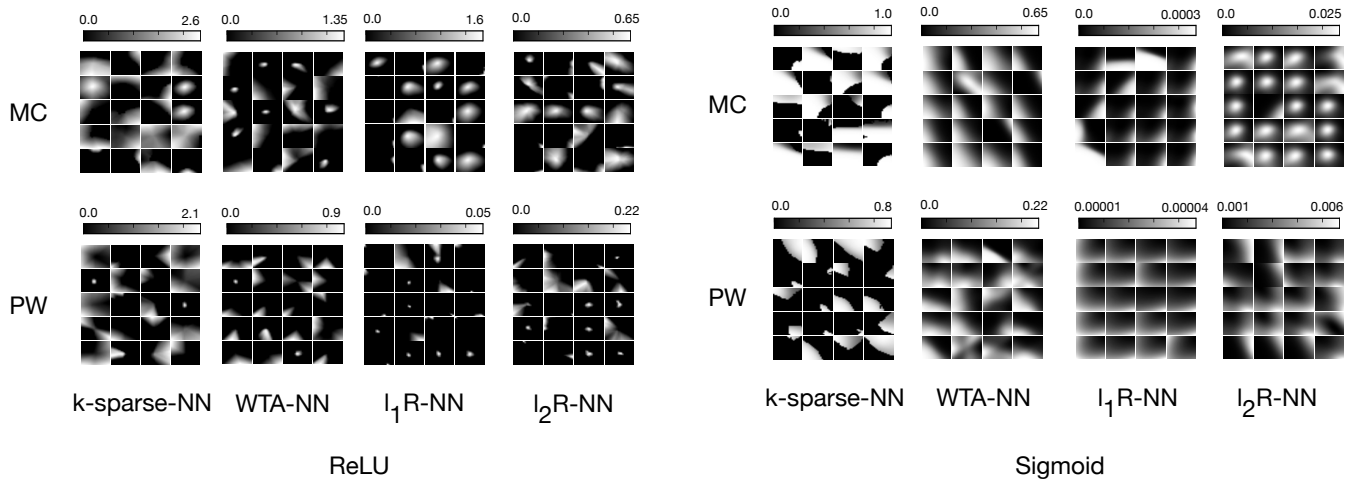 0.0 2.6 0.0 1.35 0.0 1.6 0.0 0.65
MC
0.0 2.1 0.0 0.9 0.0 0.05 0.0 0.22
PW
k-sparse-NN WTA-NN l1R-NN l2R-NN
ReLU
0.0 1.0 0.0 0.65 0.0 0.0003 0.0 0.025
MC
0.0 0.8 0.0 0.22 0.00001 0.00004 0.001 0.006
PW
k-sparse-NN WTA-NN l1R-NN l2R-NN
Sigmoid